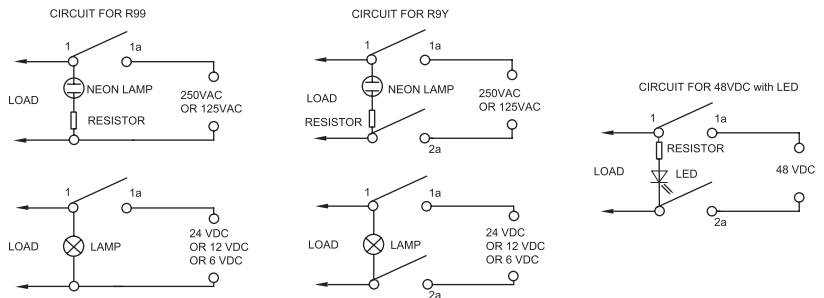 CIRCUIT FOR R99
1
1a
NEON LAMP
LOAD
250VAC
OR 125VAC
RESISTOR
1
1a
LOAD
LAMP
24 VDC
OR 12 VDC
OR 6 VDC
CIRCUIT FOR R9Y
1
1a
NEON LAMP
LOAD
250VAC
OR 125VAC
RESISTOR
2a
1
1a
LOAD
LAMP
24 VDC
OR 12 VDC
OR 6 VDC
2a
CIRCUIT FOR 48VDC with LED
1
1a
RESISTOR
LOAD
LED
48 VDC
2a